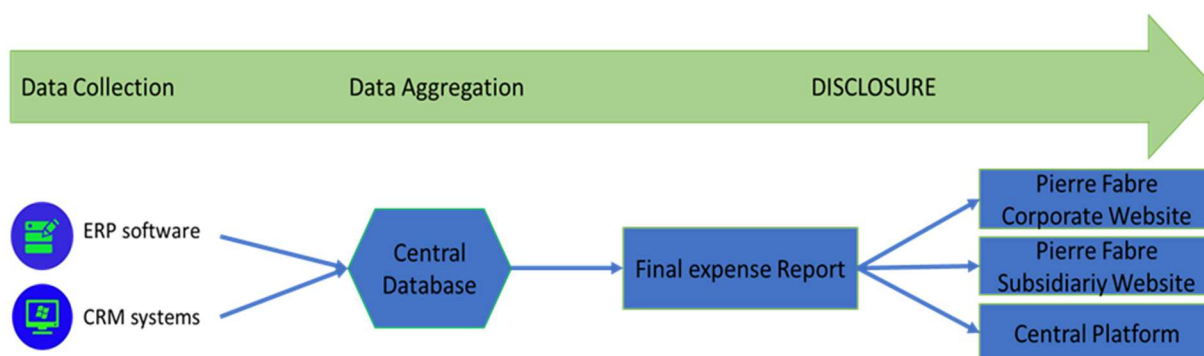 Data Collection
Data Aggregation
DISCLOSURE
ERP software
CRM systems
Central
Database
Final expense Report
Pierre Fabre
Corporate Website
Pierre Fabre
Subsidiariy Website
Central Platform